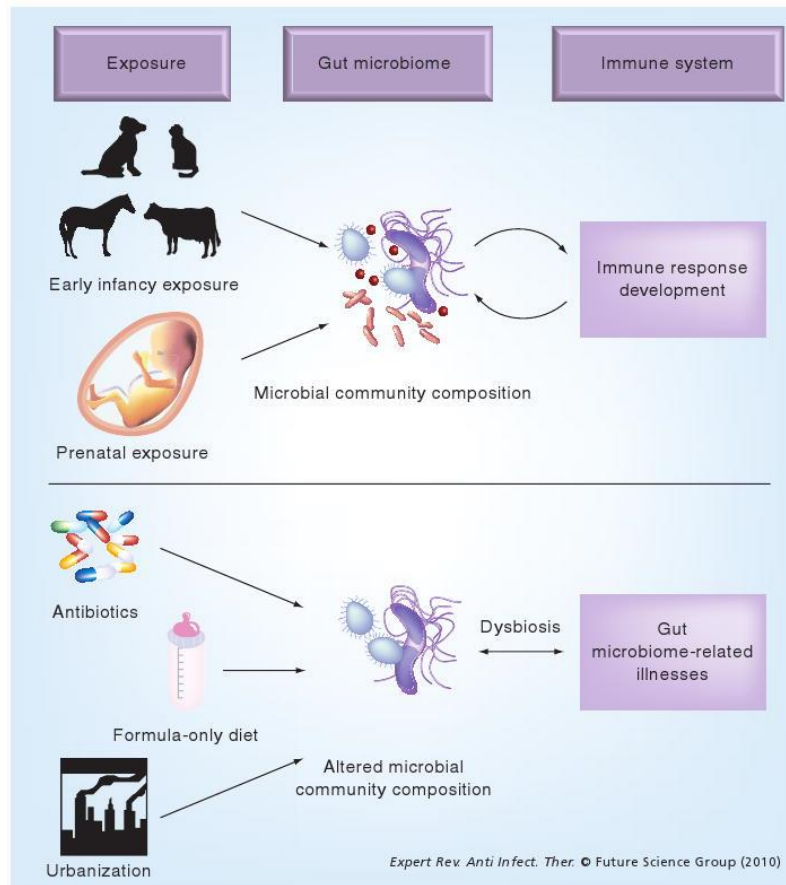 Exposure
Gut microbiome
Immune system
Early infancy exposure
Immune response
development
Microbial community composition
Prenatal exposure
Antibiotics
Dysbiosis
Gut
microbiome-related
illnesses
Formula-only diet
Altered microbial
community composition
Urbanization
Expert Rev. Anti Infect. Ther. © Future Science Group (2010)